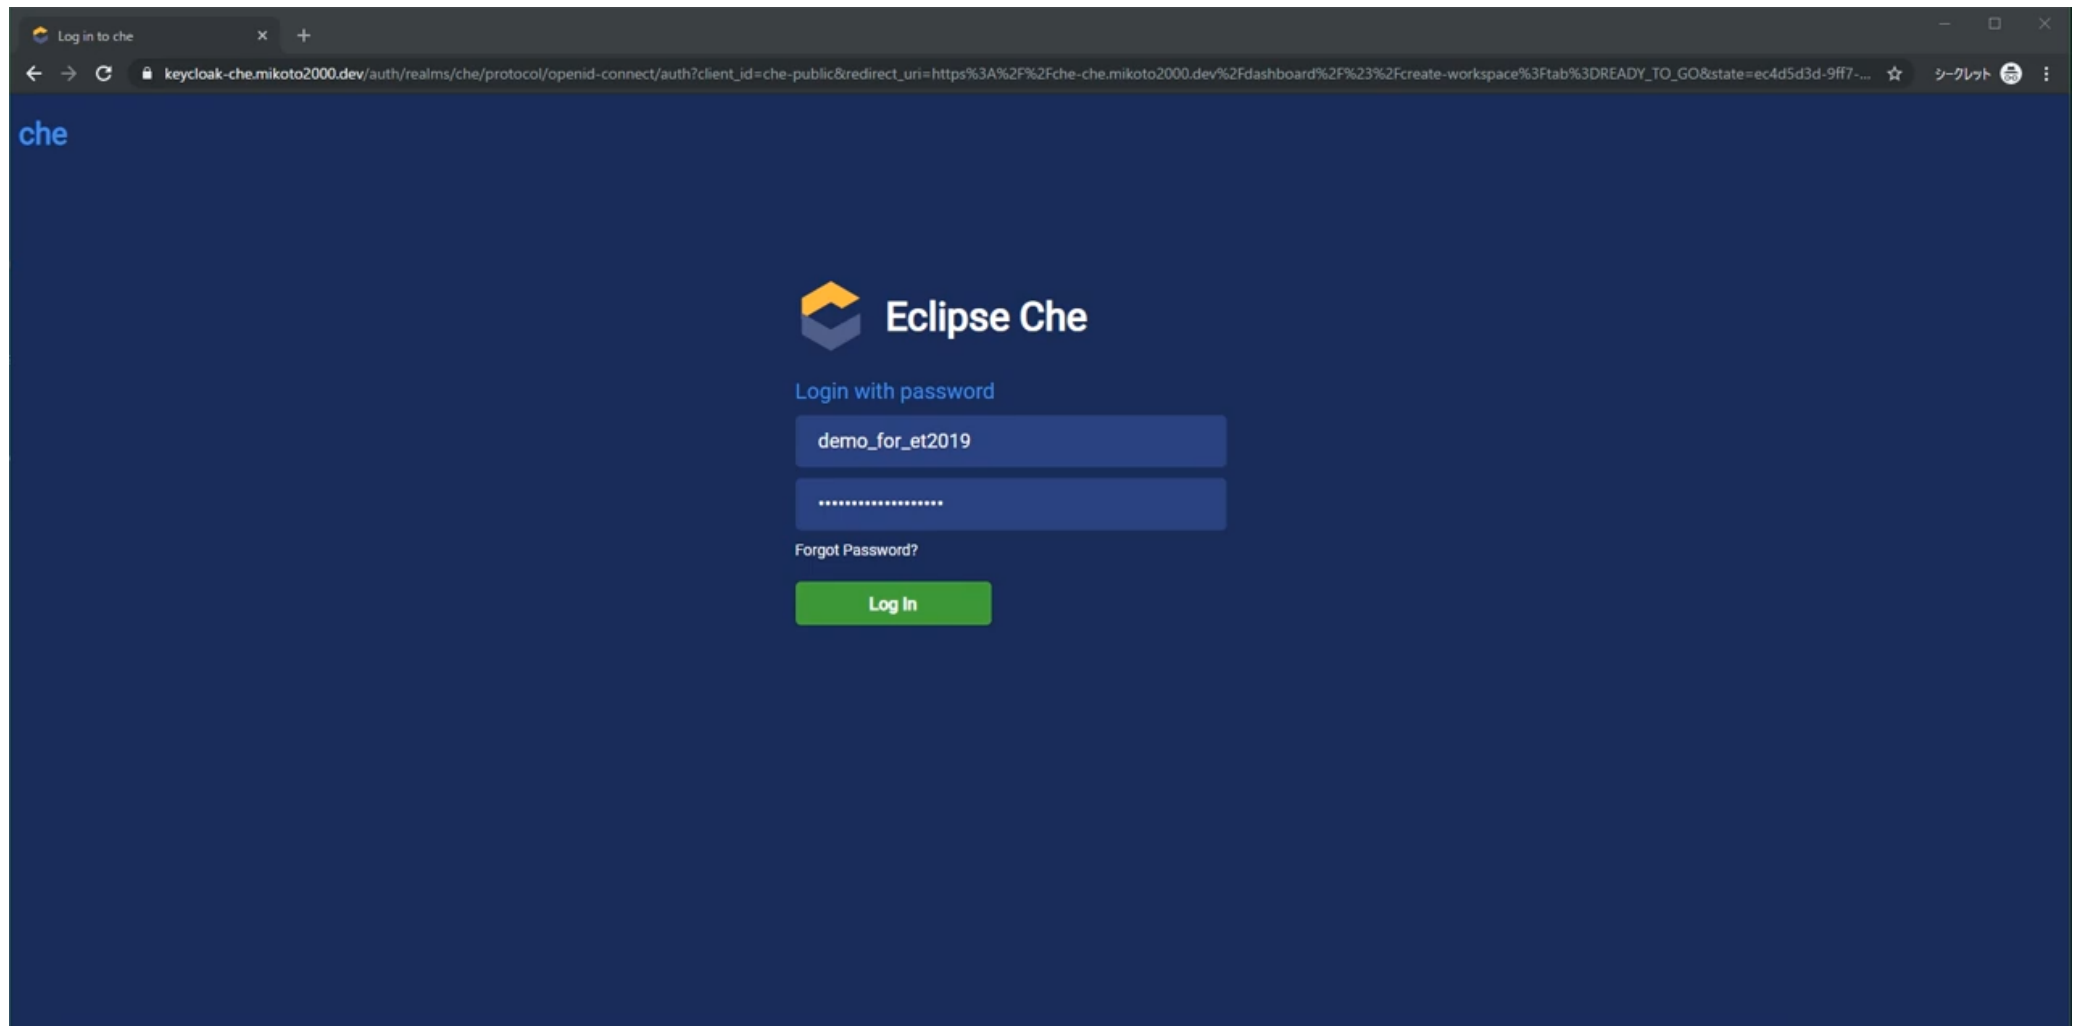 Log in to che
keycloak-che.mikoto2000.dev/auth/realms/che/protocol/openid-connect/auth?client_id=che-public&redirect_uri=https%3A%2F%2Fche-che.mikoto2000.dev%2Fdashboard%2F%23%2Fcreate-workspace%3Ftab%3DREADY_TO_GO&state=ec4d5d3d-9ff7-... シークレット
che
Eclipse Che
Login with password
demo_for_et2019
•••••••••••••••••••
Forgot Password?
Log In